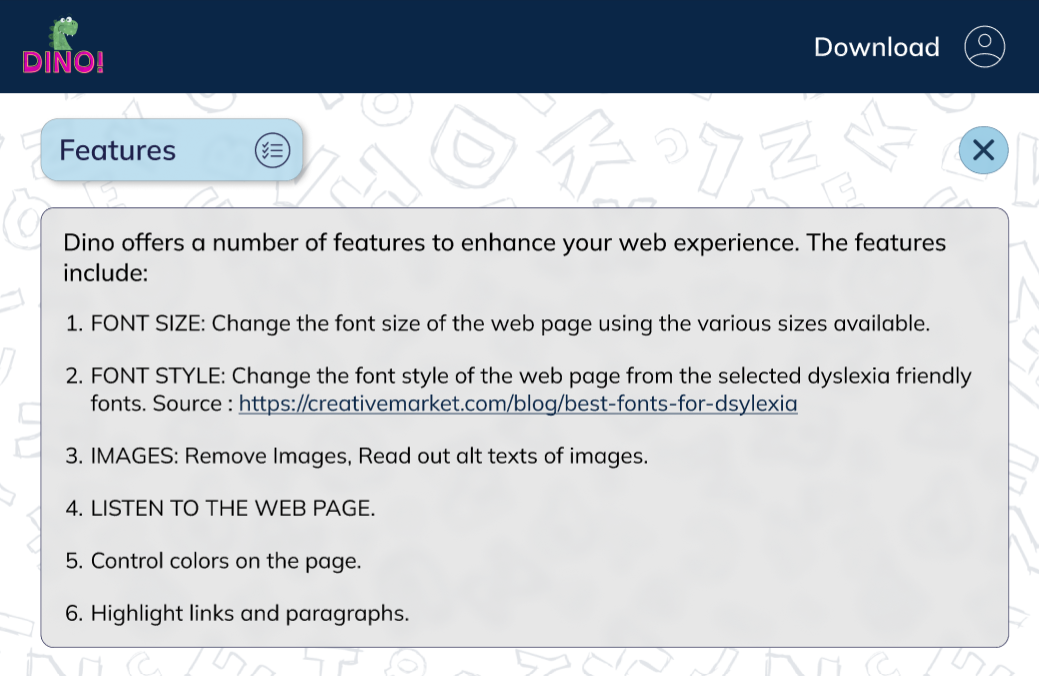 DINO!
Download
Features
Dino offers a number of features to enhance your web experience. The features
include:
1. FONT SIZE: Change the font size of the web page using the various sizes available.
2. FONT STYLE: Change the font style of the web page from the selected dyslexia friendly
fonts. Source : https://creativemarket.com/blog/best-fonts-for-dsylexia
3. IMAGES: Remove Images, Read out alt texts of images.
4. LISTEN TO THE WEB PAGE.
5. Control colors on the page.
6. Highlight links and paragraphs.